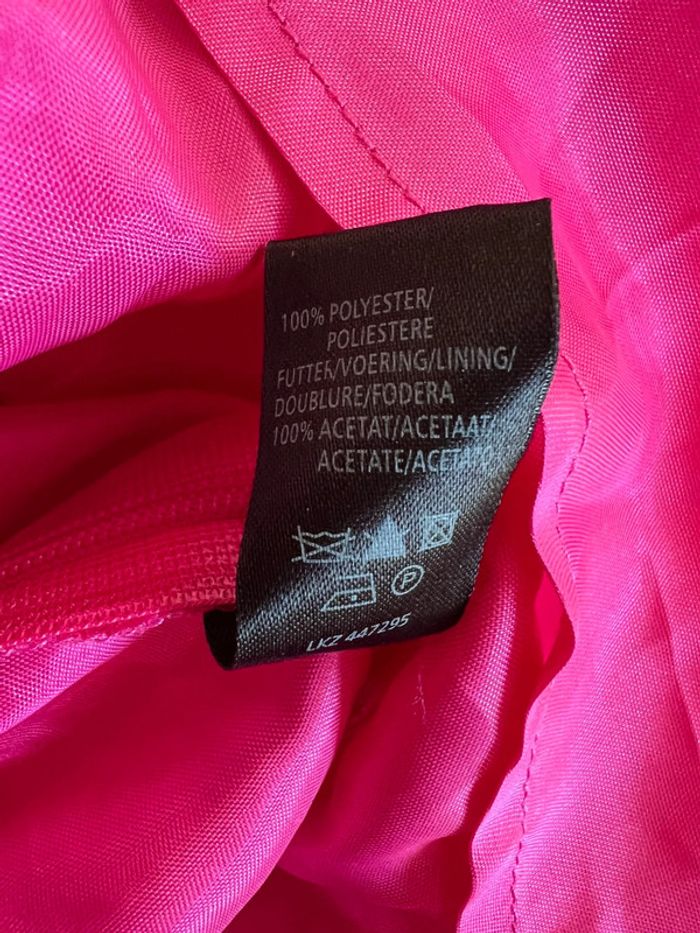 100% POLYESTER/
POLIESTERE
FUTTER/VOERING/LINING/
DOUBLURE/FODERA
100% ACETAT/ACETAAT/
ACETATE/ACETATO
P
LKZ 447295